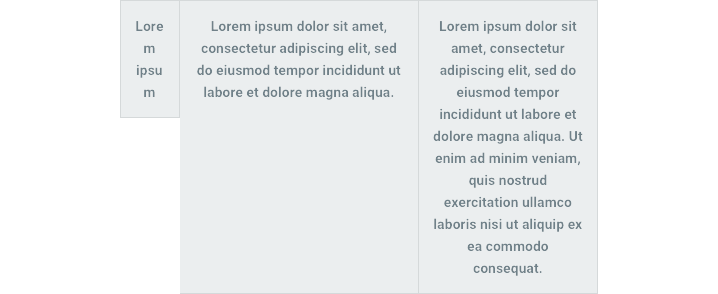 Lore
m
ipsu
m
Lorem ipsum dolor sit amet,
consectetur adipiscing elit, sed
do eiusmod tempor incididunt ut
labore et dolore magna aliqua.
Lorem ipsum dolor sit
amet, consectetur
adipiscing elit, sed do
eiusmod tempor
incididunt ut labore et
dolore magna aliqua. Ut
enim ad minim veniam,
quis nostrud
exercitation ullamco
laboris nisi ut aliquip ex
ea commodo
consequat.